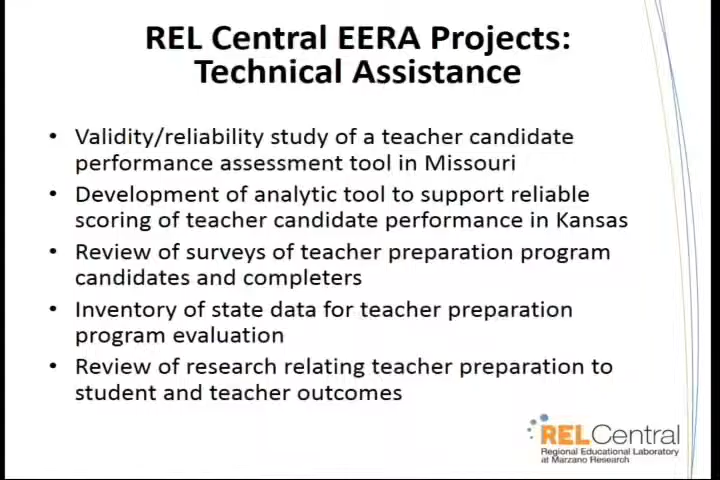 REL Central EERA Projects:
Technical Assistance
• Validity/reliability study of a teacher candidate
performance assessment tool in Missouri
• Development of analytic tool to support reliable
scoring of teacher candidate performance in Kansas
• Review of surveys of teacher preparation program
candidates and completers
• Inventory of state data for teacher preparation
program evaluation
• Review of research relating teacher preparation to
student and teacher outcomes
RELCentral
Regional Educational Laboratory
at Marzano Research